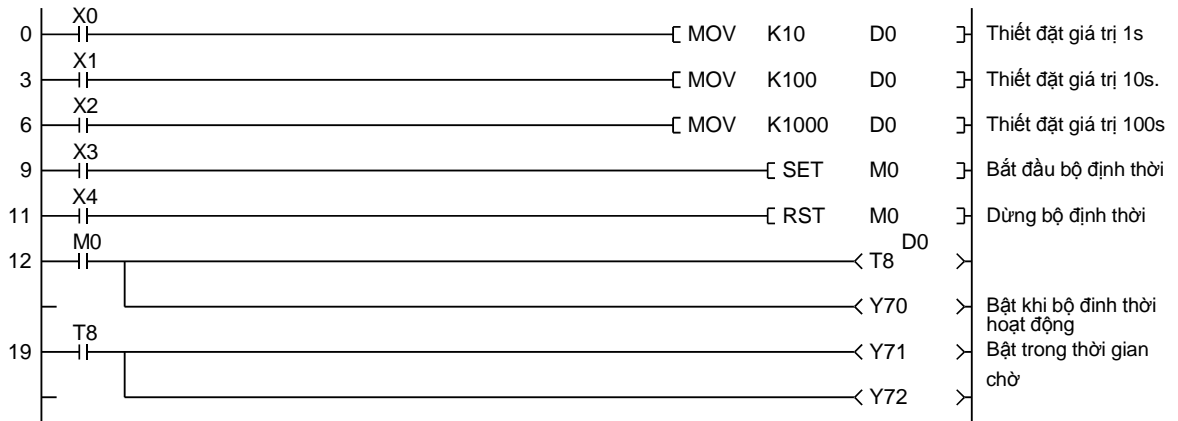 X0
0 MOV K10 D0 Thiết đặt giá trị 1s
X1
3 MOV K100 D0 Thiết đặt giá trị 10s.
X2
6 MOV K1000 D0 Thiết đặt giá trị 100s
X3
9 SET M0 Bắt đầu bộ định thời
X4
11 RST M0 Dừng bộ định thời
M0 D0
12 T8
Y70 Bật khi bộ đinh thời
hoạt động
T8
19 Y71 Bật trong thời gian
chờ
Y72